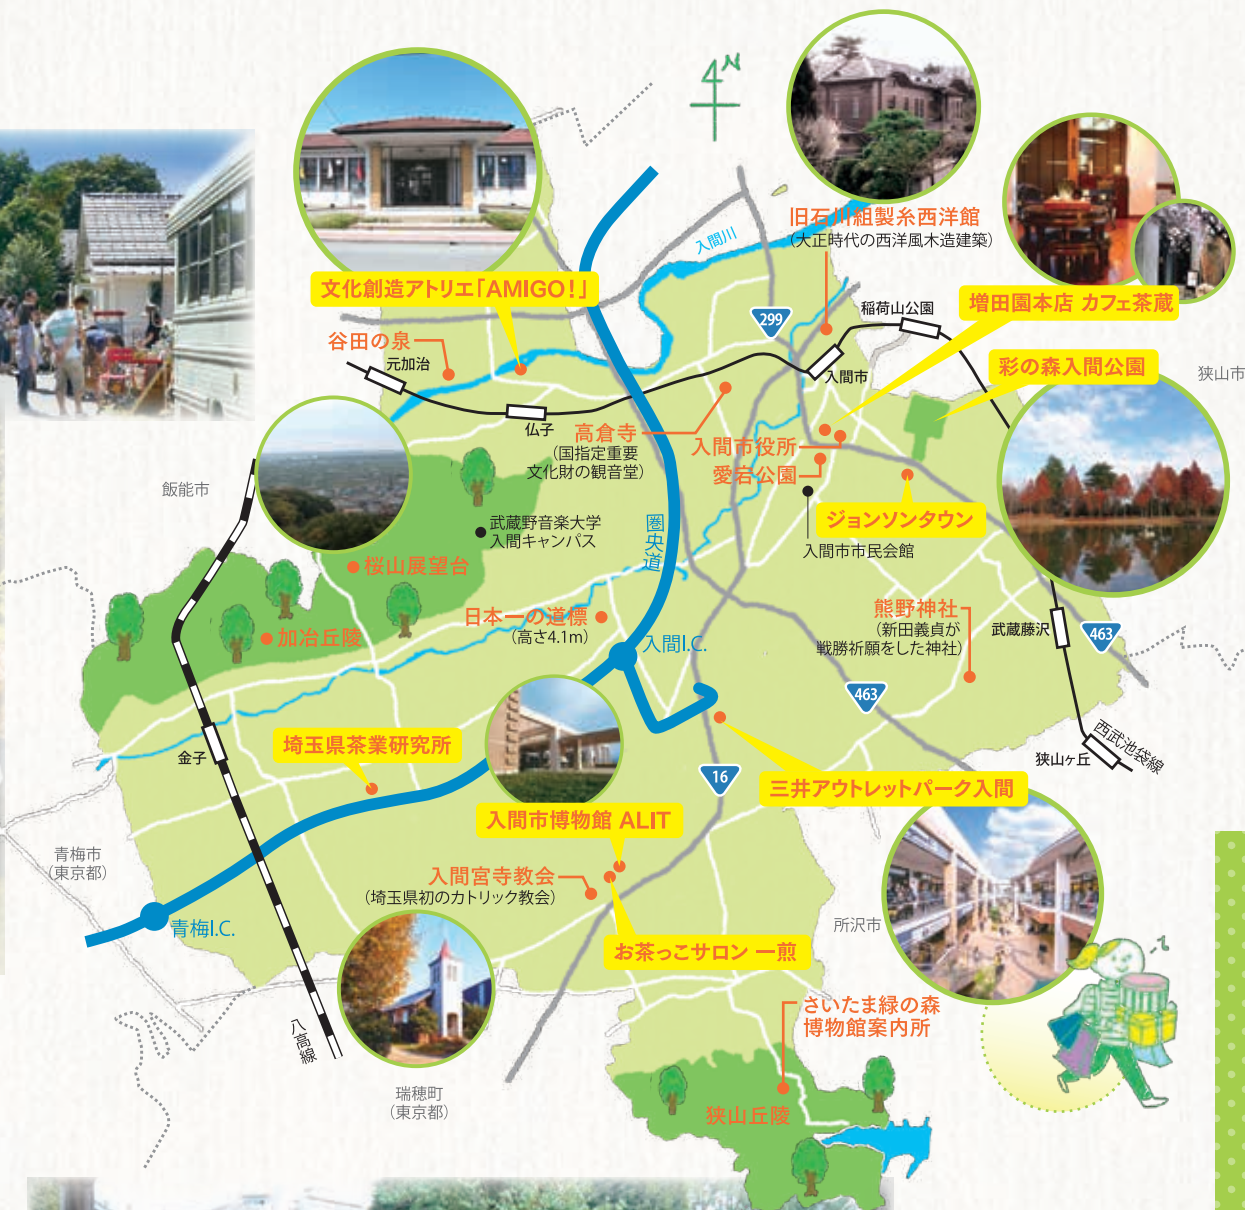 N
旧石川組製糸西洋館
(大正時代の西洋風木造建築)
入間川
文化創造アトリエ「AMIGO!」
増田園本店 カフェ茶蔵
稲荷山公園
299
谷田の泉
元加治
入間市
彩の森入間公園
狭山市
仏子
高倉寺
(国指定重要
文化財の観音堂)
入間市役所
愛宕公園
飯能市
武蔵野音楽大学
入間キャンパス
圏央道
ジョンソンタウン
入間市市民会館
桜山展望台
日本一の道標
(高さ4.1m)
熊野神社
(新田義貞が
戦勝祈願をした神社)
武蔵藤沢
463
加治丘陵
入間I.C.
463
金子
埼玉県茶業研究所
16
西武池袋線
狭山ヶ丘
三井アウトレットパーク入間
入間市博物館 ALIT
青梅市
(東京都)
入間宮寺教会
(埼玉県初のカトリック教会)
青梅I.C.
所沢市
お茶っこサロン 一煎
八高線
さいたま緑の森
博物館案内所
瑞穂町
(東京都)
狭山丘陵